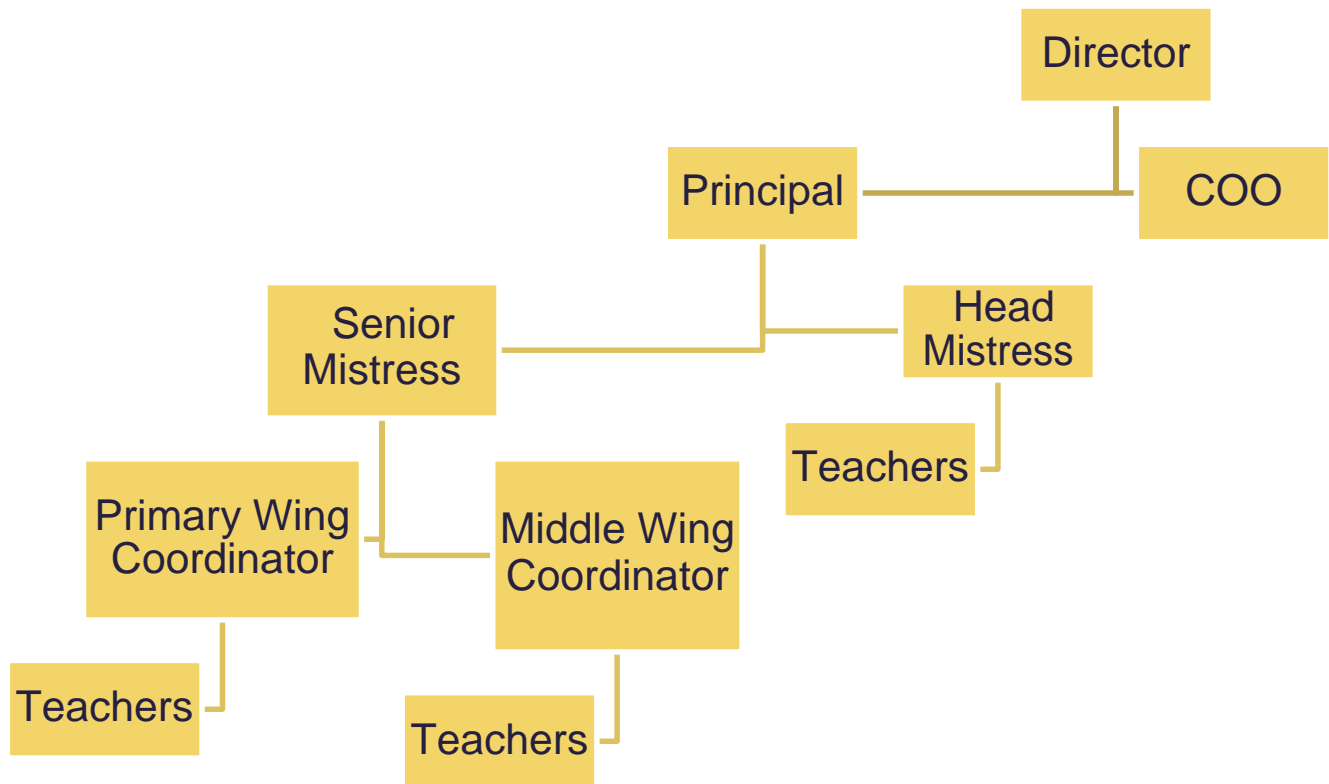 Director
Principal
COO
Senior
Mistress
Head
Mistress
Teachers
Primary Wing
Coordinator
Middle Wing
Coordinator
Teachers
Teachers